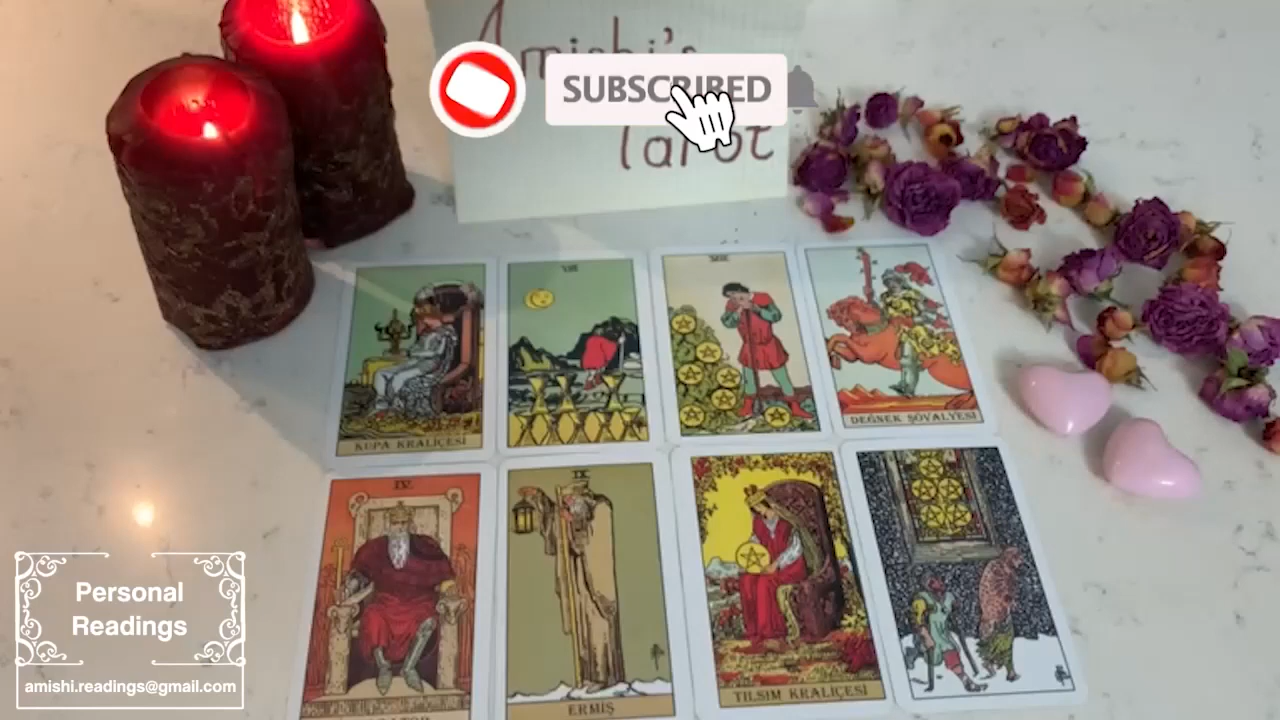 Amishi's
SUBSCRIBED
Tarot
VIII
KUPA KRALİÇESİ
DEĞNEK ŞÖVALYESİ
IV.
IX
TILSIM KRALİÇESİ
ERMİŞ
Personal
Readings
amishi.readings@gmail.com